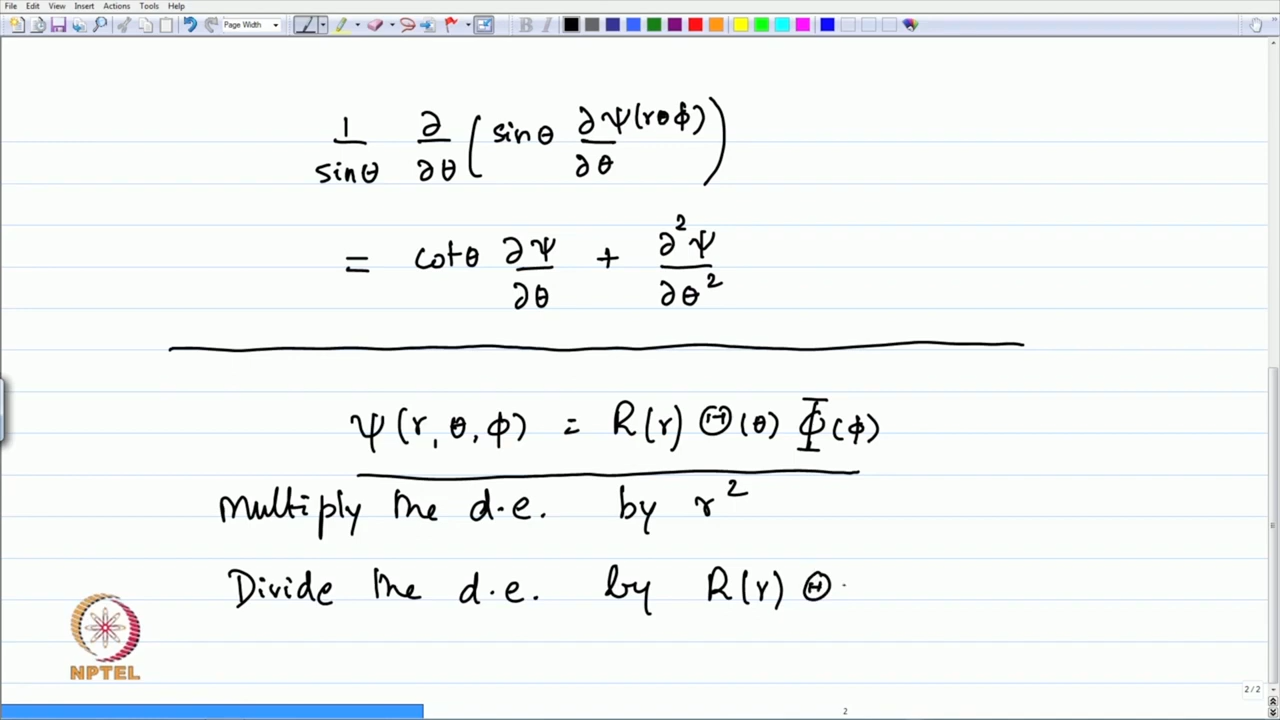 File Edit View Insert Actions Tools Help
Page Width
1/sinθ ∂/∂θ ( sinθ ∂ψ(rθϕ)/∂θ )
= cotθ ∂ψ/∂θ + ∂²ψ/∂θ²
ψ(r, θ, ϕ) = R(r) Θ(θ) Φ(ϕ)
Multiply the d.e. by r²
Divide the d.e. by R(r) Θ
NPTEL
2/2
2